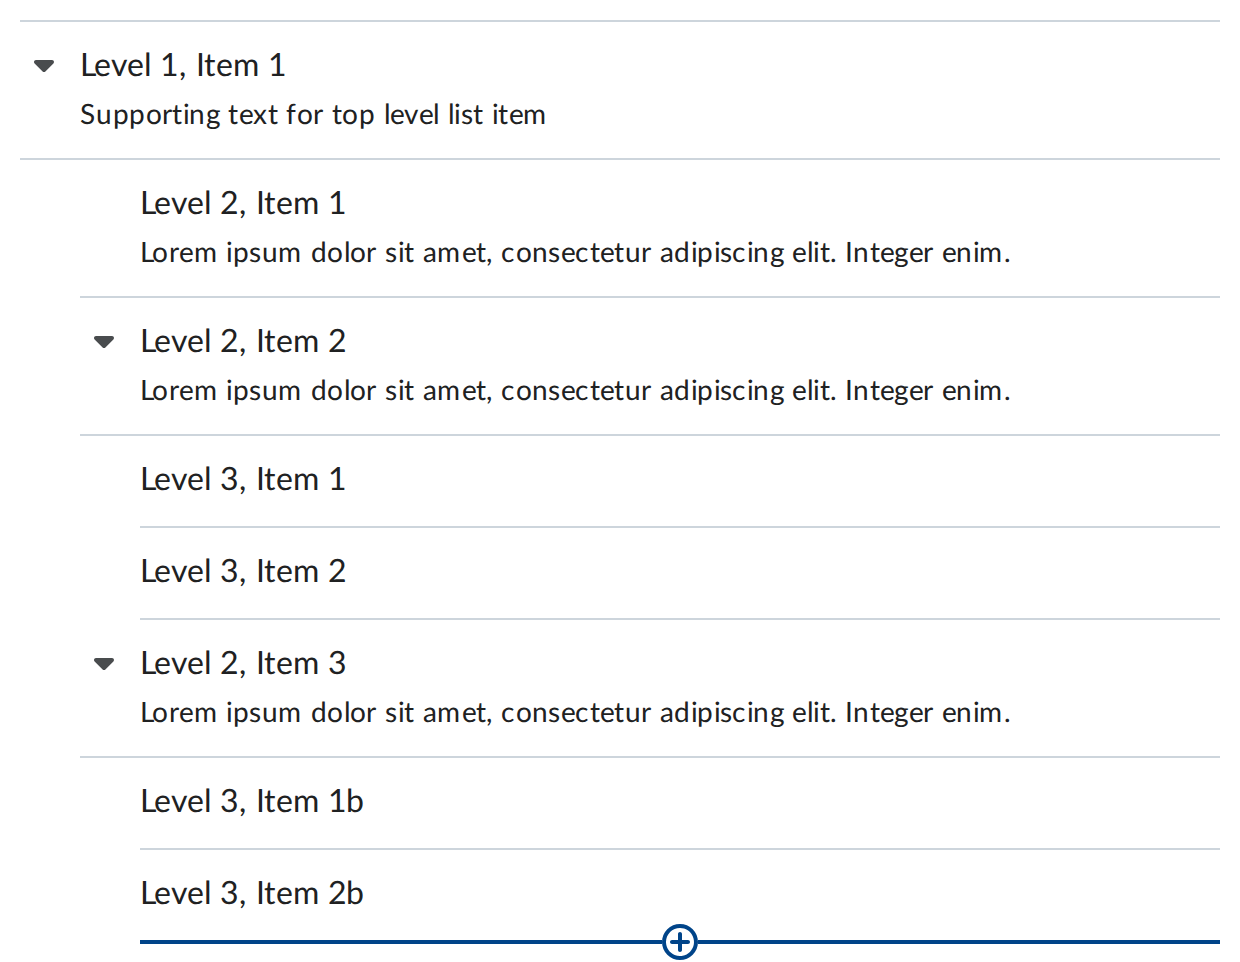 Level 1, Item 1
Supporting text for top level list item
Level 2, Item 1
Lorem ipsum dolor sit amet, consectetur adipiscing elit. Integer enim.
Level 2, Item 2
Lorem ipsum dolor sit amet, consectetur adipiscing elit. Integer enim.
Level 3, Item 1
Level 3, Item 2
Level 2, Item 3
Lorem ipsum dolor sit amet, consectetur adipiscing elit. Integer enim.
Level 3, Item 1b
Level 3, Item 2b